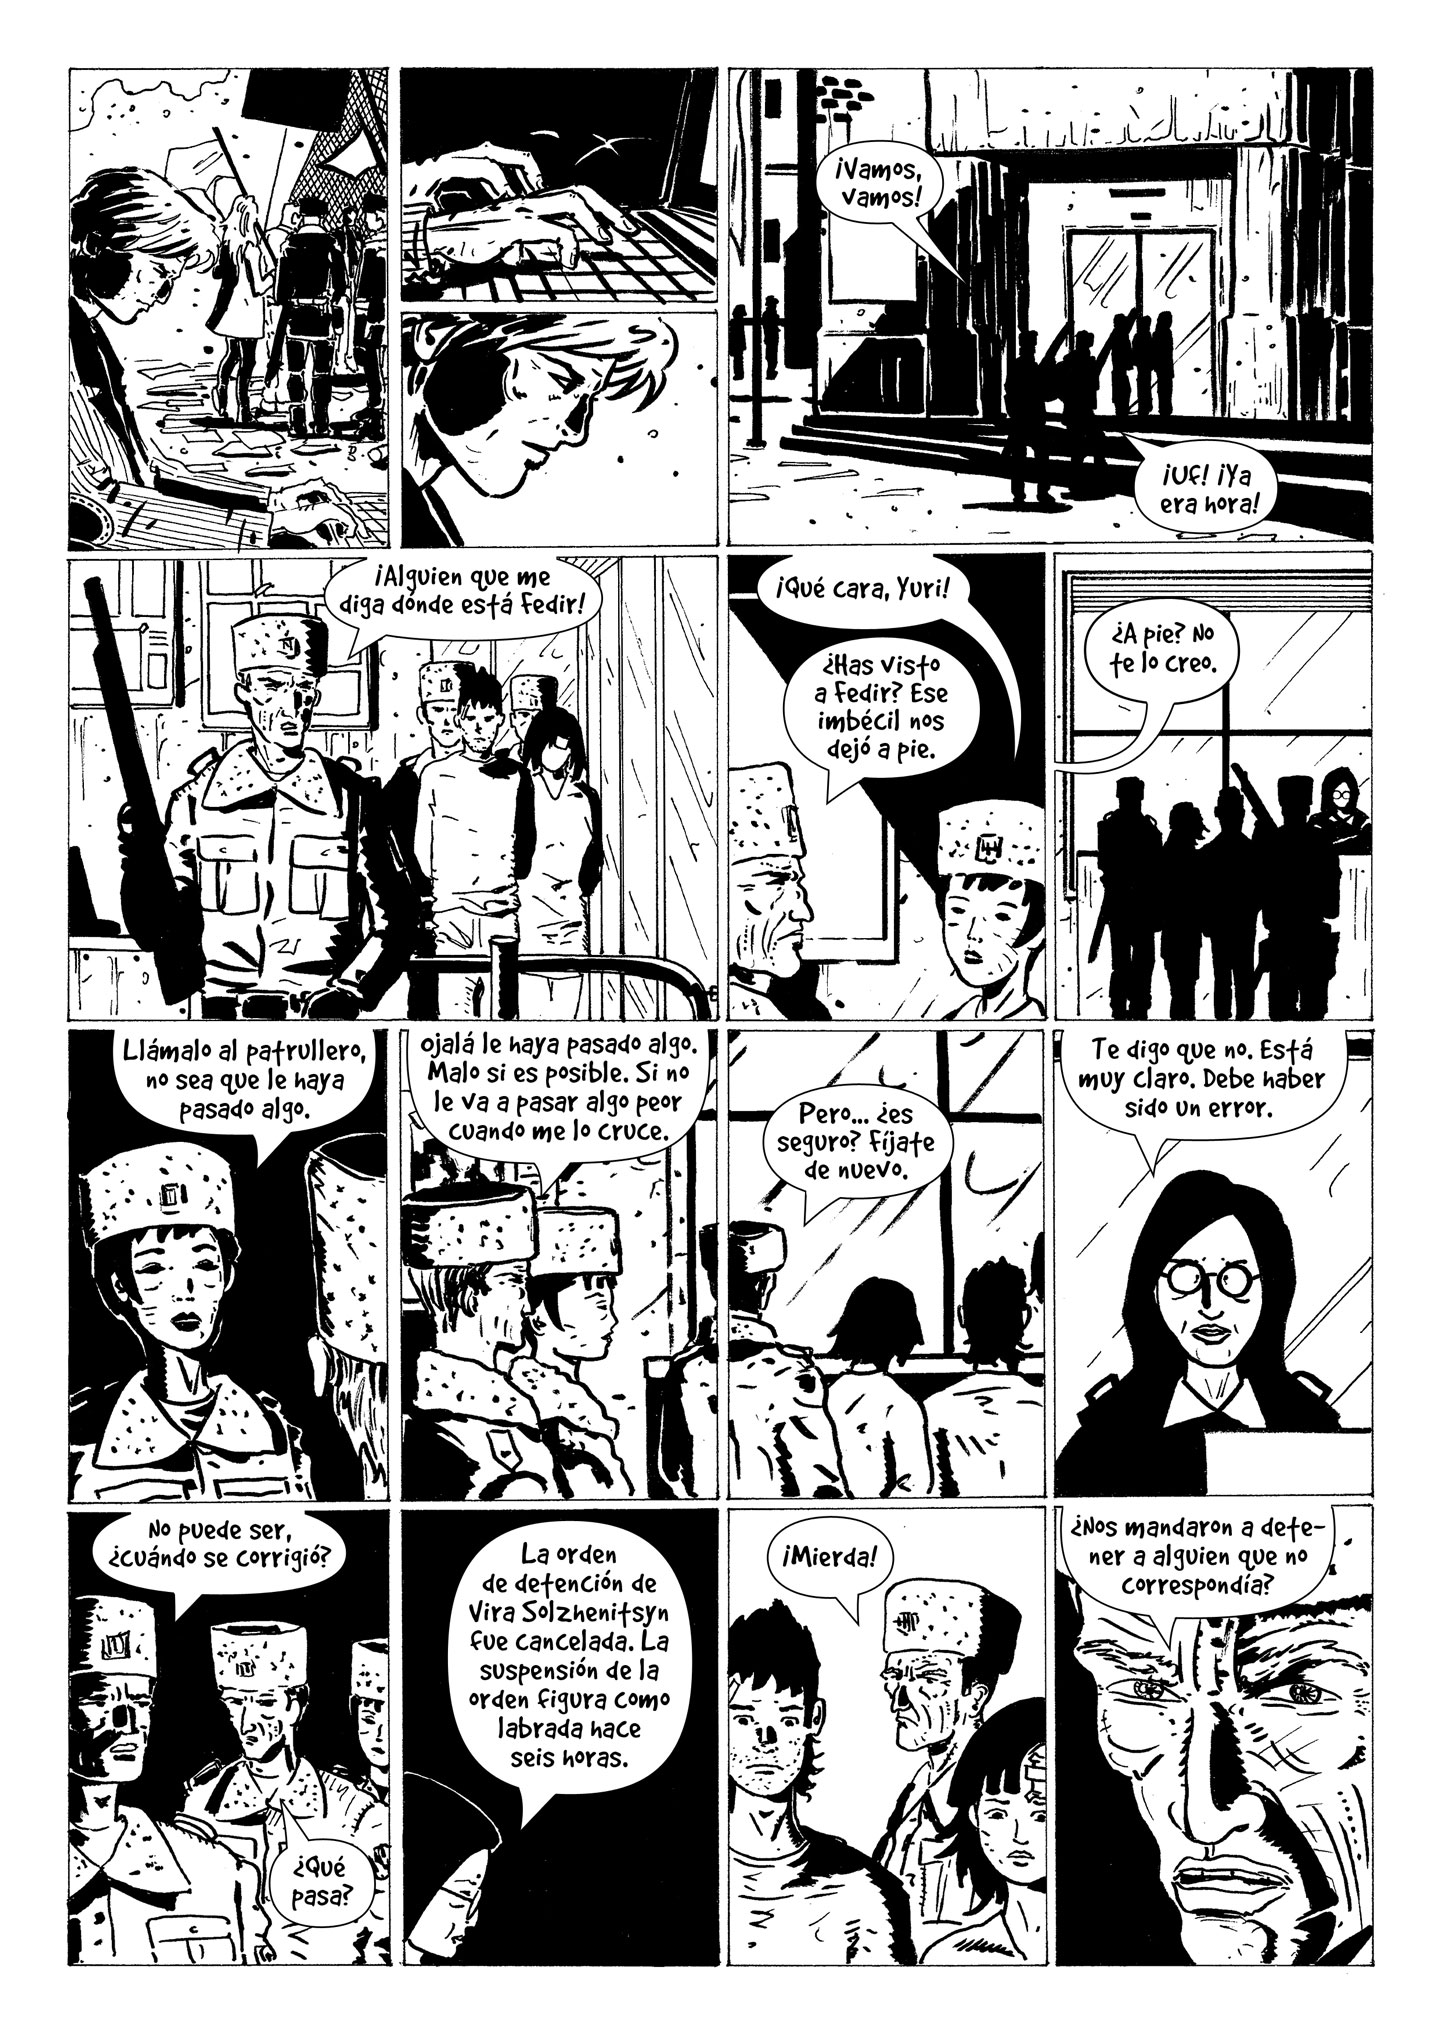 ¡Vamos,
vamos!
¡Uf! ¡Ya
era hora!
¡Alguien que me
diga dónde está Fedir!
¡Qué cara, Yuri!
¿Has visto
a Fedir? Ese
imbécil nos
dejó a pie.
¿A pie? No
te lo creo.
Llámalo al patrullero,
no sea que le haya
pasado algo.
ojalá le haya pasado algo.
Malo si es posible. Si no
le va a pasar algo peor
cuando me lo cruce.
Pero... ¿es
seguro? Fíjate
de nuevo.
Te digo que no. Está
muy claro. Debe haber
sido un error.
No puede ser,
¿cuándo se corrigió?
¿Qué
pasa?
La orden
de detención de
Vira Solzhenitsyn
fue cancelada. La
suspensión de la
orden figura como
labrada hace
seis horas.
¡Mierda!
¿Nos mandaron a dete-
ner a alguien que no
correspondía?